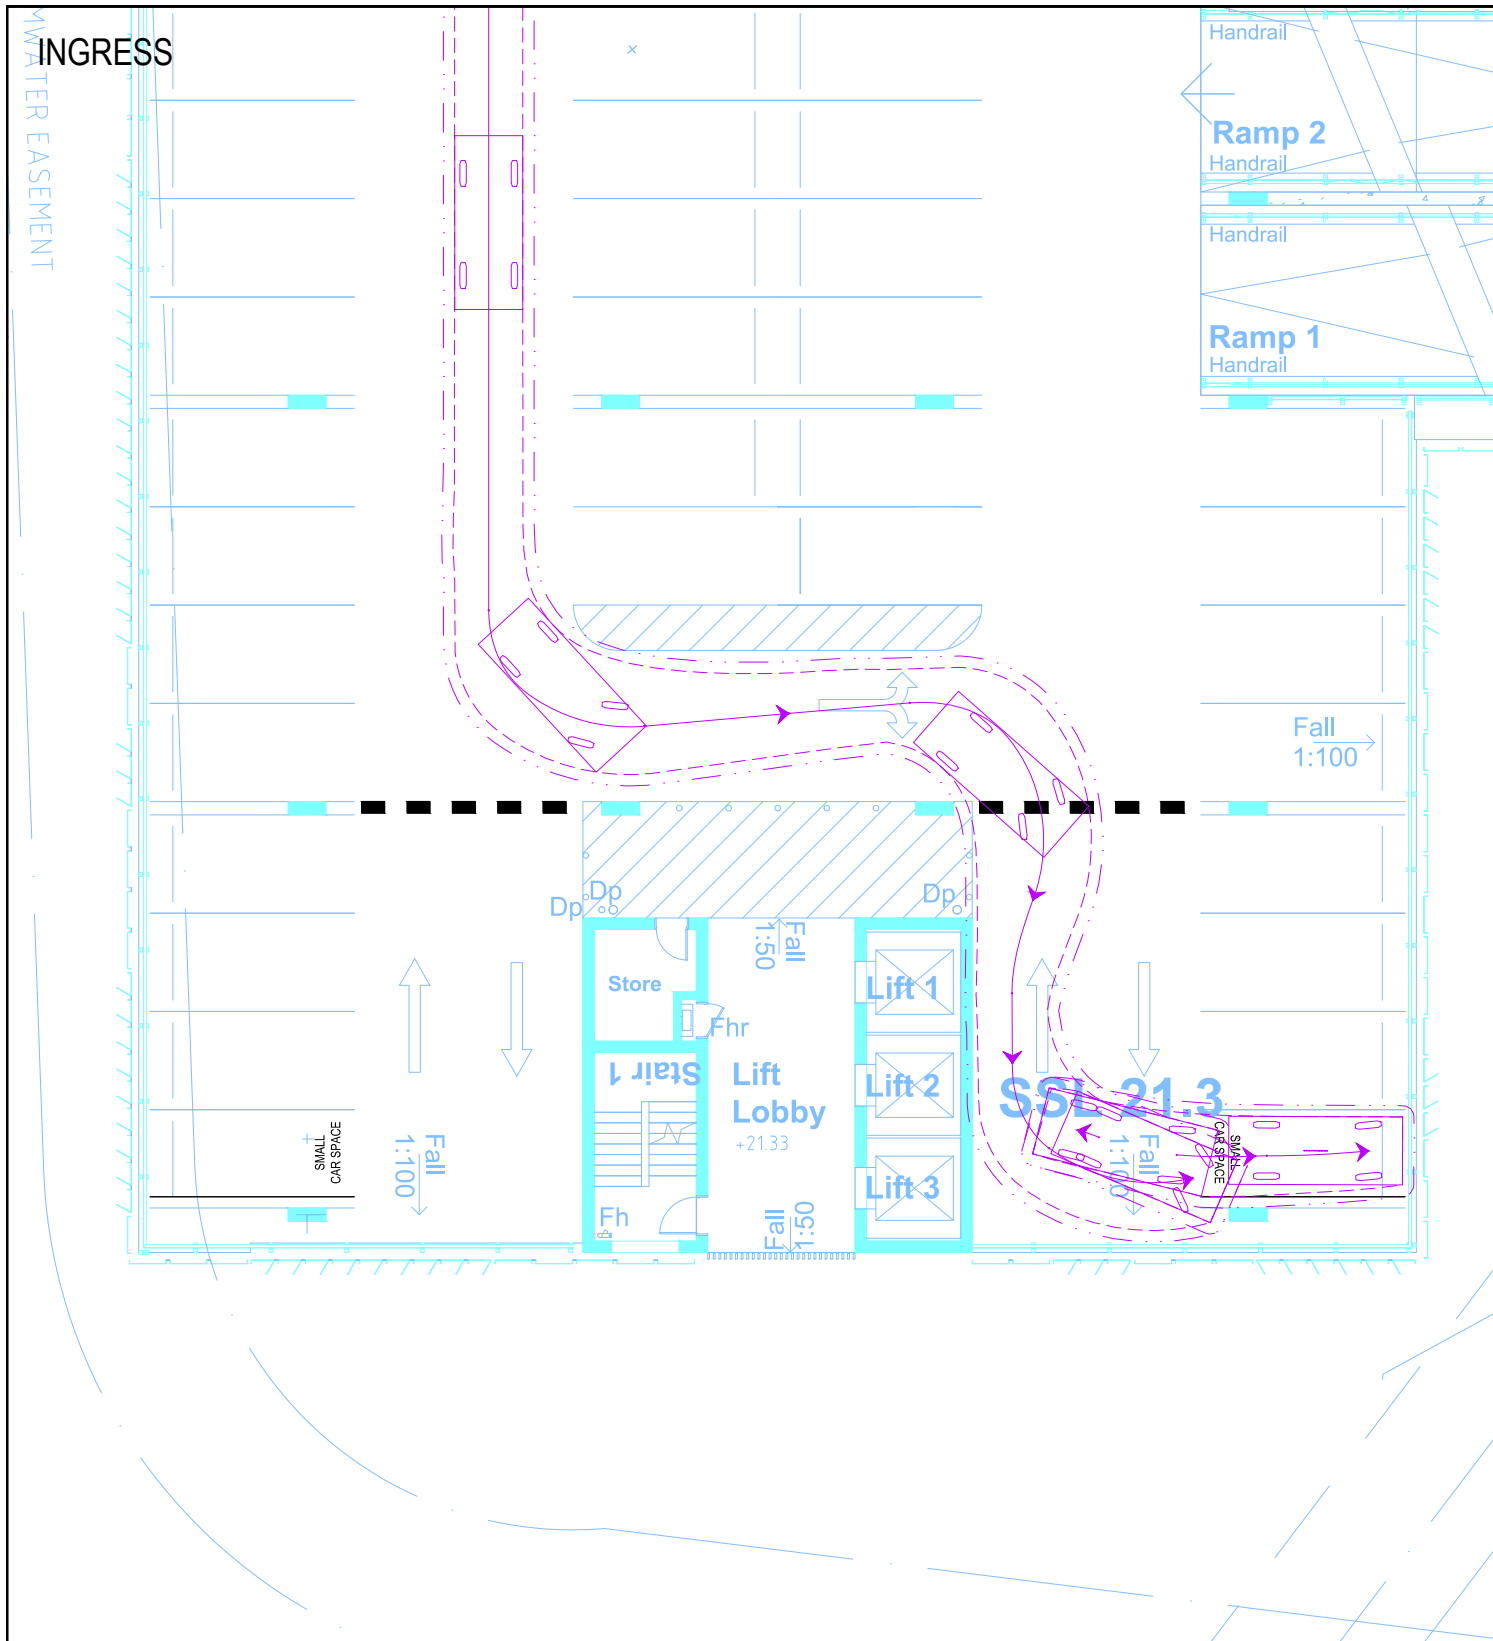 INGRESS
MWATER EASEMENT
Handrail
Ramp 2
Handrail
Handrail
Ramp 1
Handrail
Fall
1:100
Dp
Dp
Dp
Fall
1:50
Store
Lift 1
Fhr
Stair 1
Lift
Lobby
+21.33
Lift 2
SSL 21.3
SMALL
CAR SPACE
Fall
1:100
Fall
1:100
SMALL
CAR SPACE
Lift 3
Fh
Fall
1:50